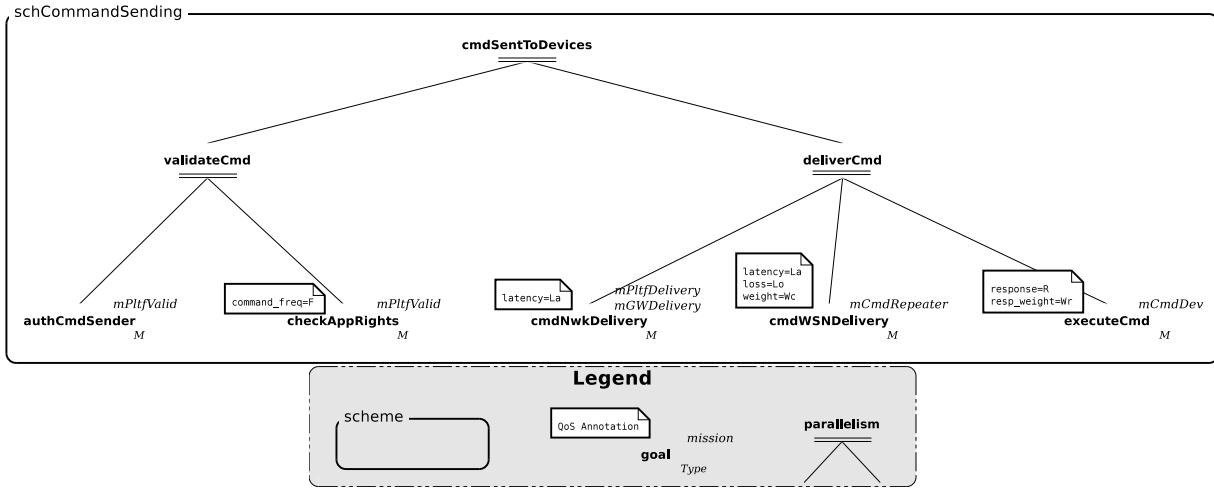 schCommandSending
cmdSentToDevices
validateCmd
deliverCmd
mPltfValid
authCmdSender
M
command_freq=F
mPltfValid
checkAppRights
M
latency=La
mPltfDelivery
mGWDelivery
cmdNwkDelivery
M
latency=La
loss=Lo
weight=Wc
mCmdRepeater
cmdWSNDelivery
M
response=R
resp_weight=Wr
mCmdDev
executeCmd
M
Legend
scheme
QoS Annotation
mission
goal
Type
parallelism